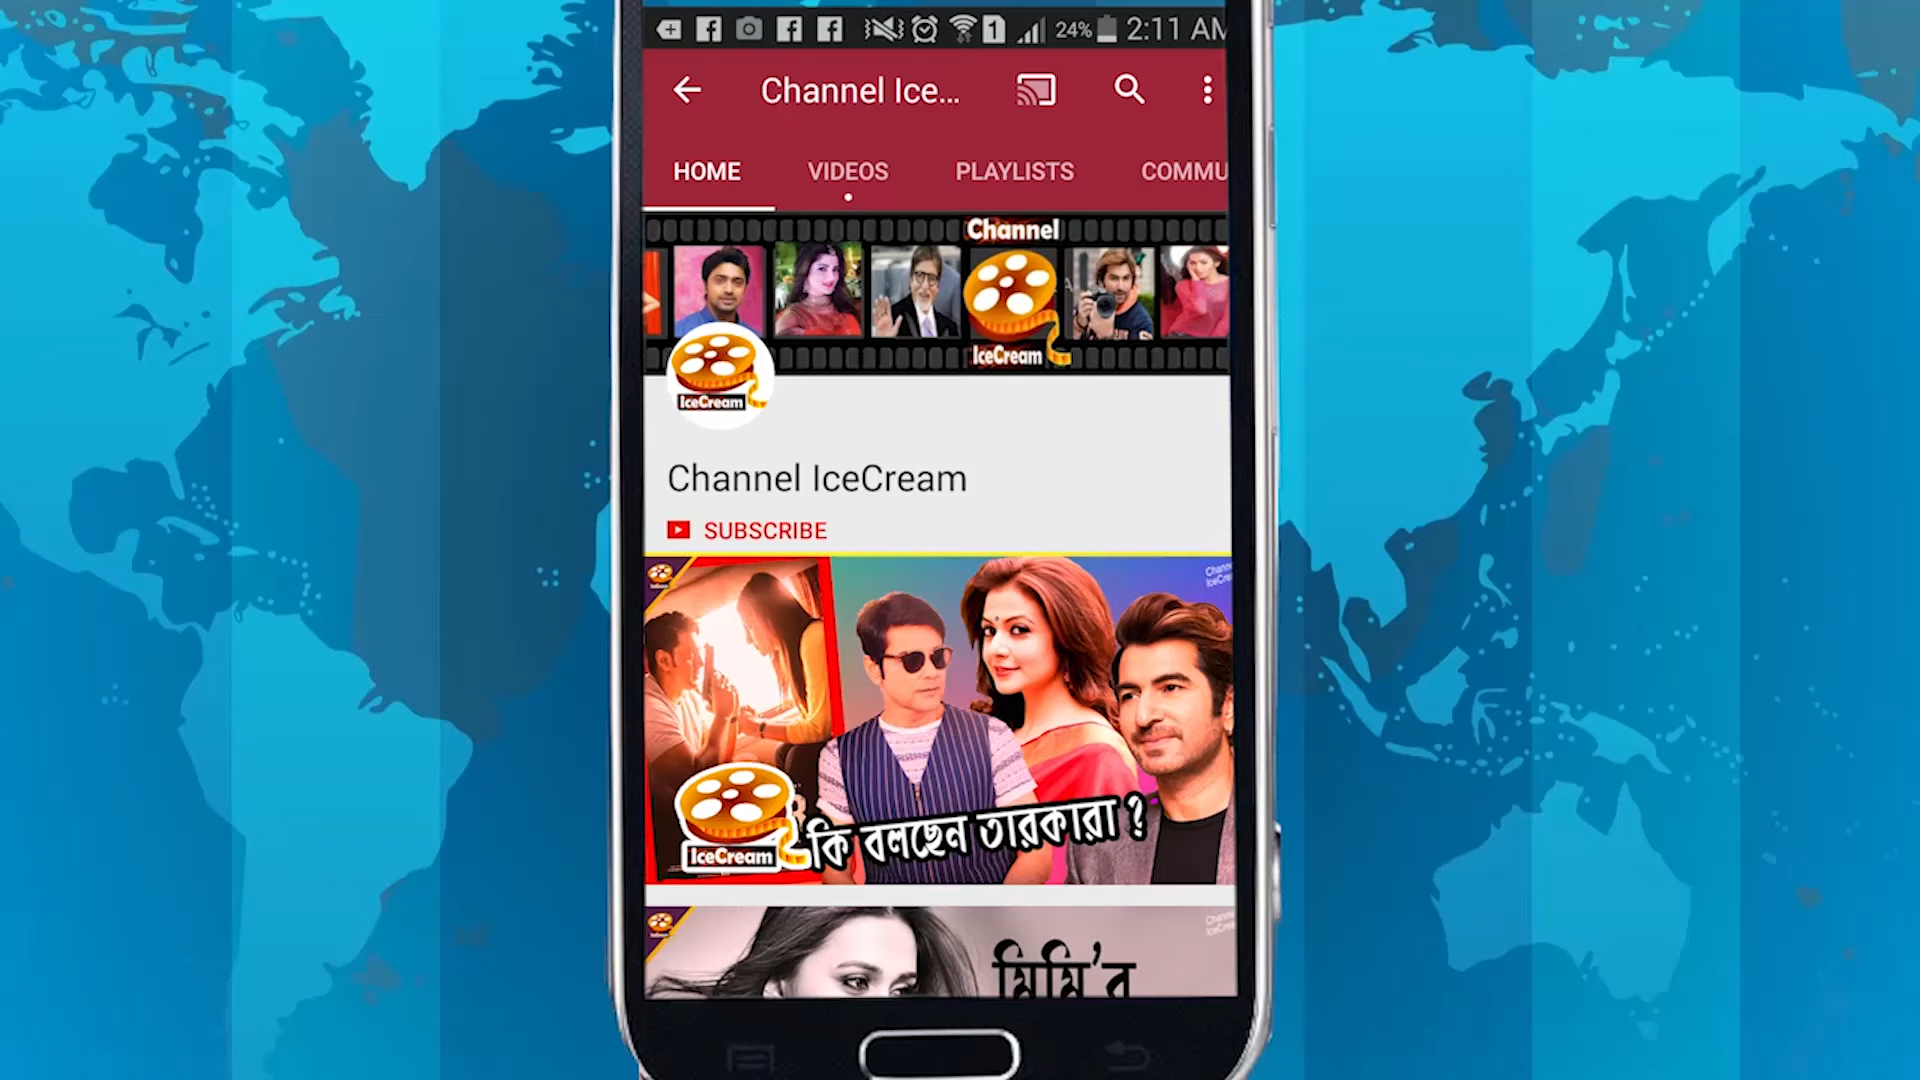 24% 2:11 AM
Channel Ice...
HOME VIDEOS PLAYLISTS COMMU
Channel
IceCream
IceCream
Channel IceCream
SUBSCRIBE
IceCream
কি বলছেন তারকারা ?
মিমি'র